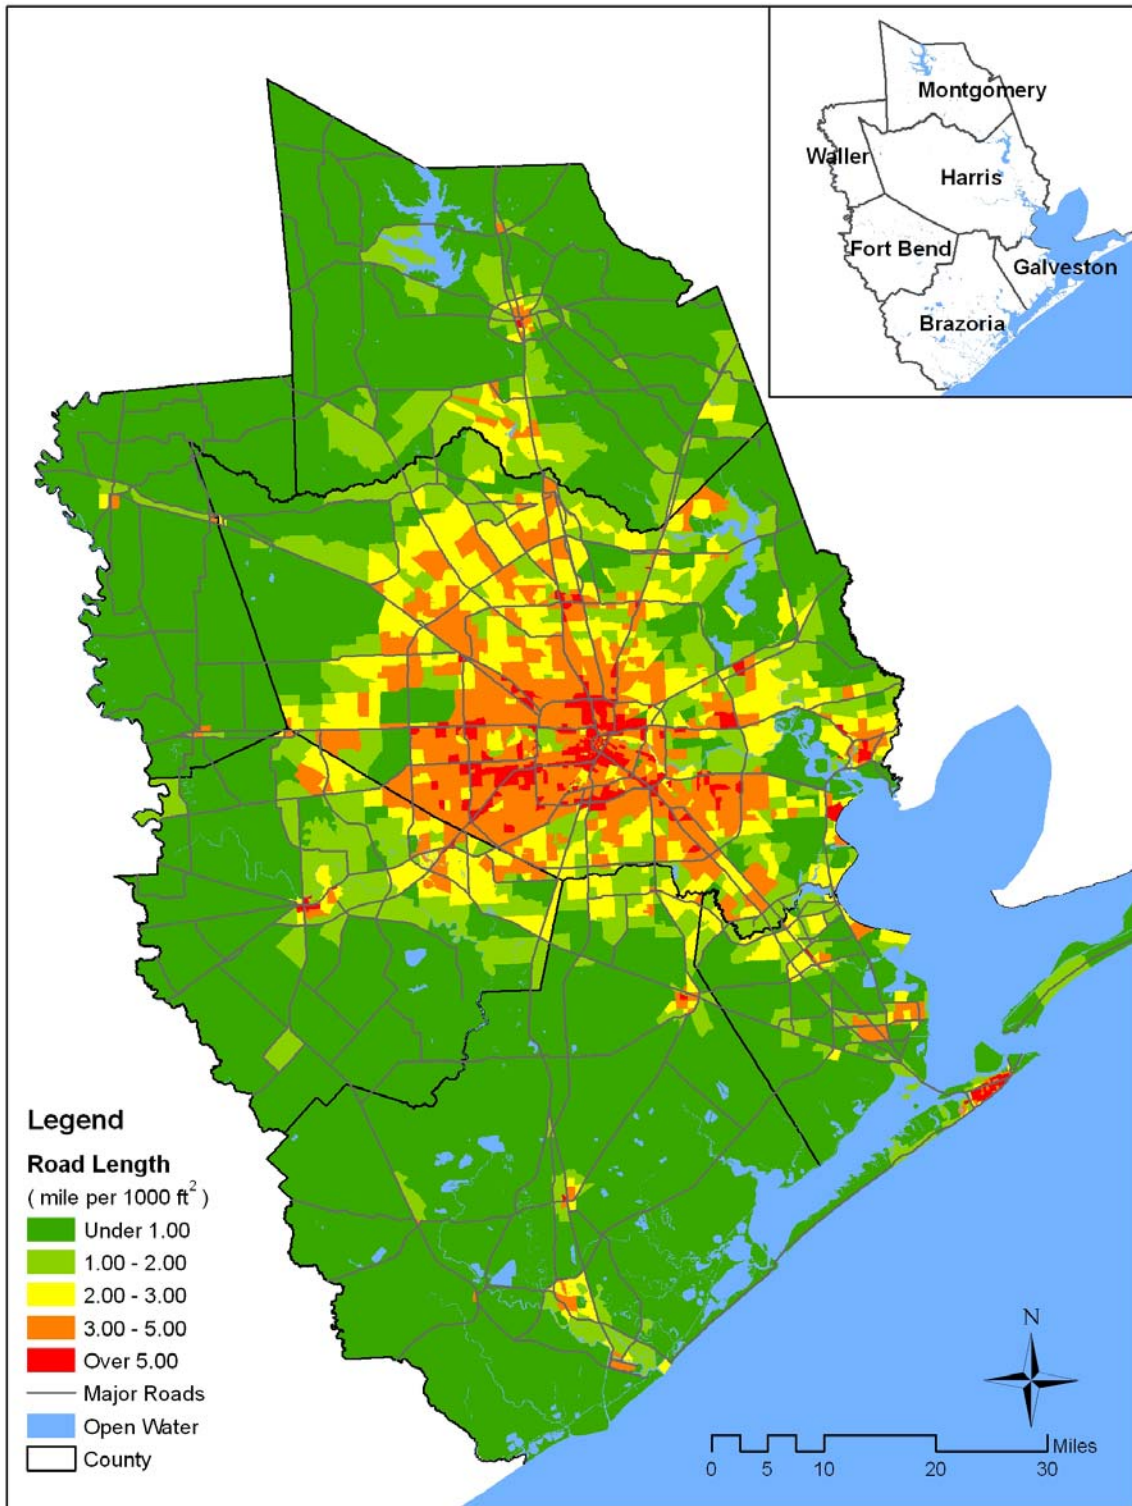 Montgomery
Waller
Harris
Fort Bend
Galveston
Brazoria
Legend
Road Length
( mile per 1000 ft² )
Under 1.00
1.00 - 2.00
2.00 - 3.00
3.00 - 5.00
Over 5.00
Major Roads
Open Water
County
N
Miles
0 5 10 20 30